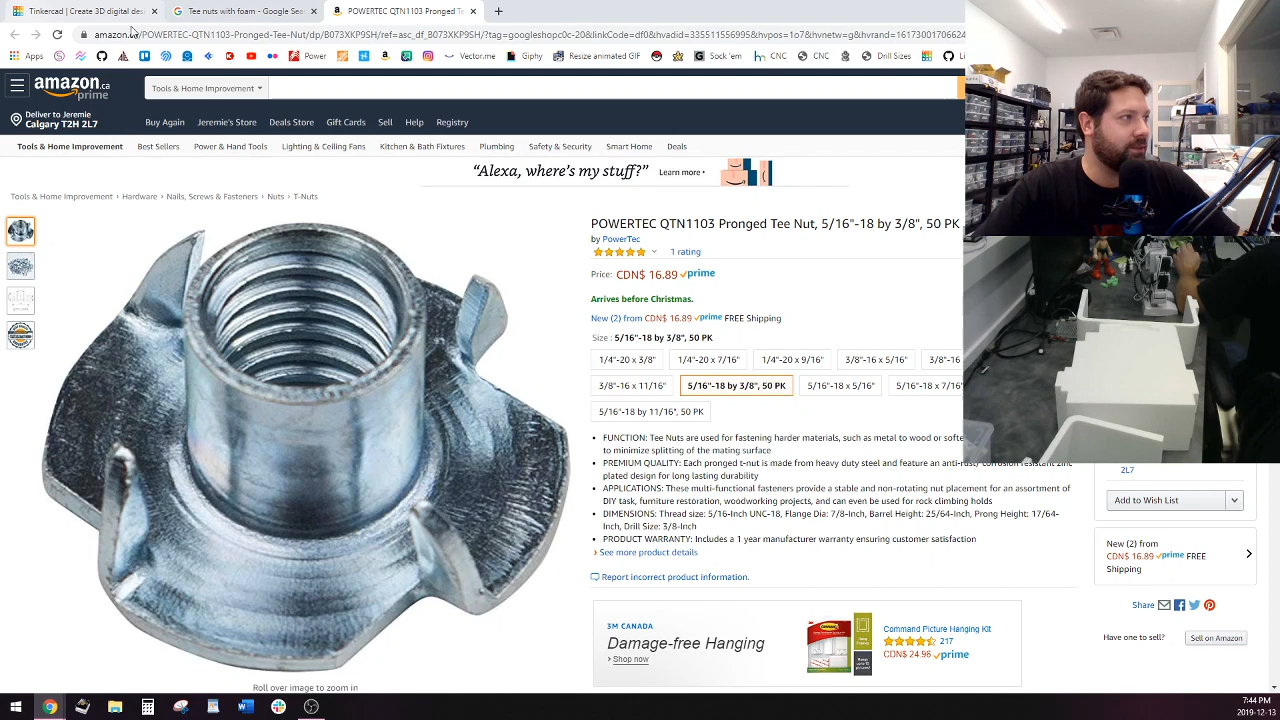 Tinkercad | Create 3D digital des
Tee nuts with foam - Google Sea
POWERTEC QTN1103 Pronged Te
amazon.ca/POWERTEC-QTN1103-Pronged-Tee-Nut/dp/B073XKP9SH/ref=asc_df_B073XKP9SH/?tag=googleshopc0c-20&linkCode=df0&hvadid=335511556995&hvpos=1o7&hvnetw=g&hvrand=1617300170662
Apps
Power
Vector.me
Giphy
Resize animated GIF
Sock 'em
Drill Sizes
amazon.ca
prime
Tools & Home Improvement
Deliver to Jeremie
Calgary T2H 2L7
Buy Again Jeremie's Store Deals Store Gift Cards Sell Help Registry
Tools & Home Improvement Best Sellers Power & Hand Tools Lighting & Ceiling Fans Kitchen & Bath Fixtures Plumbing Safety & Security Smart Home Deals
“Alexa, where’s my stuff?” Learn more ›
Tools & Home Improvement › Hardware › Nails, Screws & Fasteners › Nuts › T-Nuts
POWERTEC QTN1103 Pronged Tee Nut, 5/16"-18 by 3/8", 50 PK
by PowerTec
1 rating
Price: CDN$ 16.89 prime
Arrives before Christmas.
New (2) from CDN$ 16.89 prime FREE Shipping
Size : 5/16"-18 by 3/8", 50 PK
1/4"-20 x 3/8" 1/4"-20 x 7/16" 1/4"-20 x 9/16" 3/8"-16 x 5/16" 3/8"-16
3/8"-16 x 11/16" 5/16"-18 by 3/8", 50 PK 5/16"-18 x 5/16" 5/16"-18 x 7/16"
5/16"-18 by 11/16", 50 PK
• FUNCTION: Tee Nuts are used for fastening harder materials, such as metal to wood or softe
to minimize splitting of the mating surface
• PREMIUM QUALITY: Each pronged t-nut is made from heavy duty steel and feature an anti-rust/ corrosion resistant zinc
plated design for long lasting durability
• APPLICATIONS: These multi-functional fasteners provide a stable and non-rotating nut placement for an assortment of
DIY task, furniture restoration, woodworking projects, and can even be used for rock climbing holds
• DIMENSIONS: Thread size: 5/16-Inch UNC-18, Flange Dia: 7/8-Inch, Barrel Height: 25/64-Inch, Prong Height: 17/64-
Inch, Drill Size: 3/8-Inch
• PRODUCT WARRANTY: Includes a 1 year manufacturer warranty ensuring customer satisfaction
› See more product details
Report incorrect product information.
3M CANADA
Damage-free Hanging
› Shop now
Command Picture Hanging Kit
217
CDN$ 24.96 prime
2L7
Add to Wish List
New (2) from
CDN$ 16.89 prime FREE
Shipping
Share
Have one to sell? Sell on Amazon
Roll over image to zoom in
7:44 PM
2019-12-13